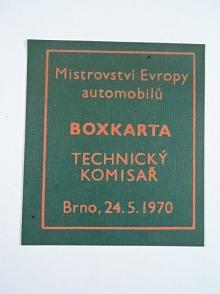 Mistrovství Evropy
automobilů
BOXKARTA
TECHNICKÝ
KOMISAŘ
Brno, 24. 5. 1970